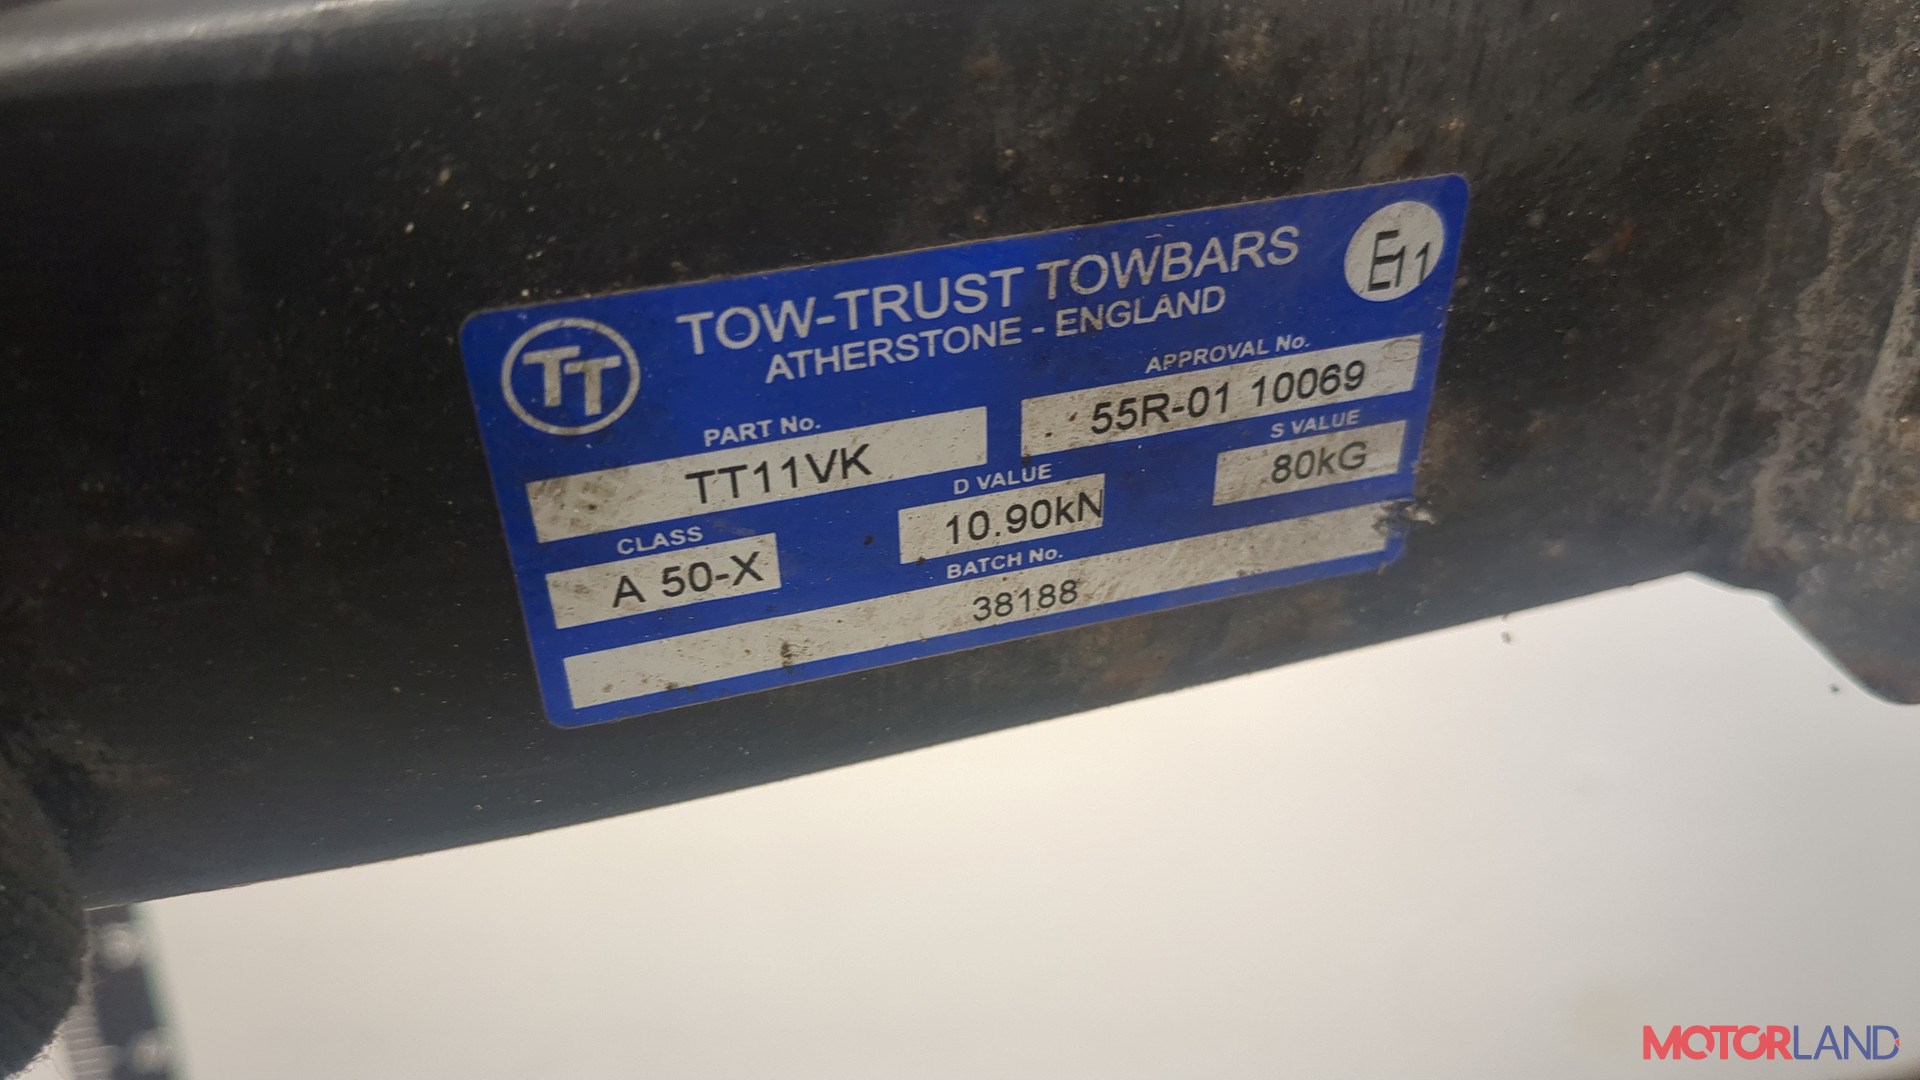 TT
TOW-TRUST TOWBARS
ATHERSTONE - ENGLAND
E11
PART No.
TT11VK
APPROVAL No.
55R-01 10069
CLASS
A 50-X
D VALUE
10.90kN
S VALUE
80kG
BATCH No.
38188
MOTORLAND